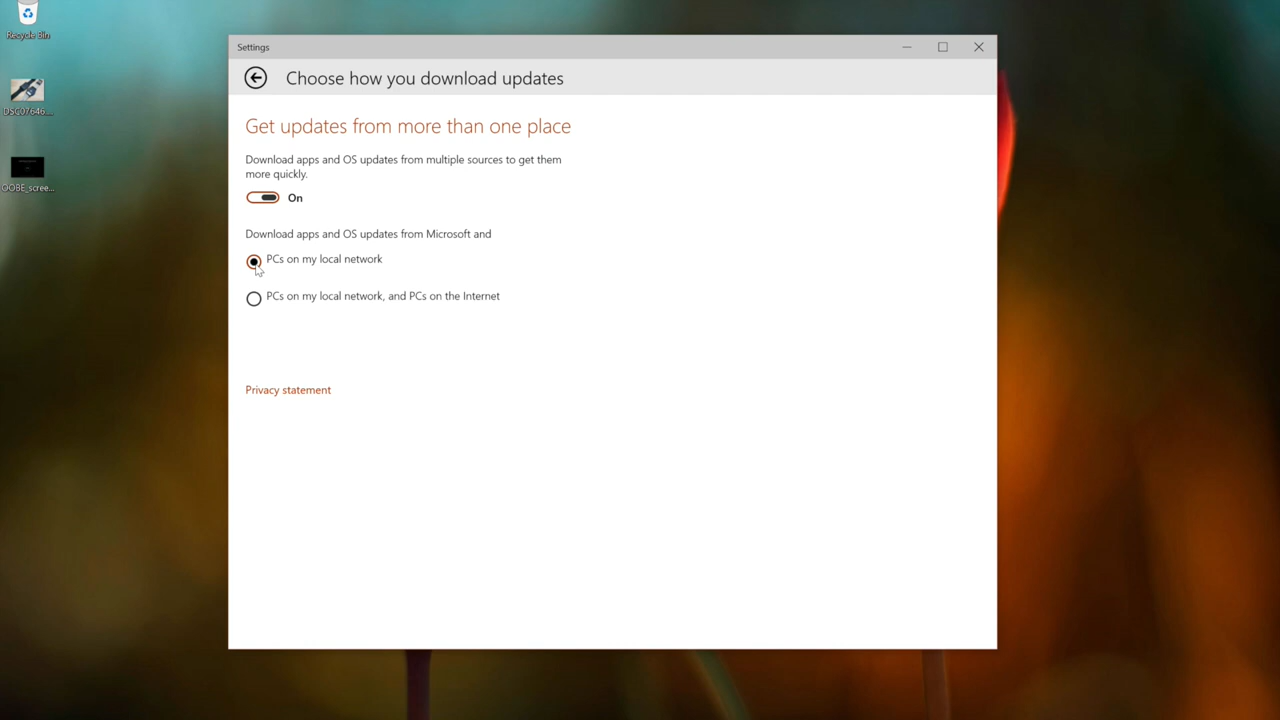 Recycle Bin
DSC07646...
OOBE_scree...
Settings
Choose how you download updates
Get updates from more than one place
Download apps and OS updates from multiple sources to get them
more quickly.
On
Download apps and OS updates from Microsoft and
PCs on my local network
PCs on my local network, and PCs on the Internet
Privacy statement